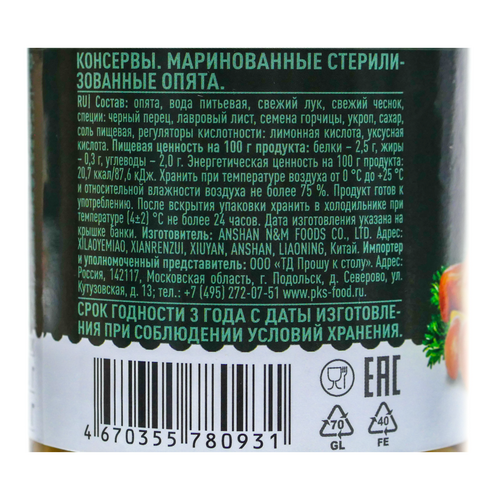 КОНСЕРВЫ. МАРИНОВАННЫЕ СТЕРИЛИ-
ЗОВАННЫЕ ОПЯТА.
RU| Состав: опята, вода питьевая, свежий лук, свежий чеснок,
специи: черный перец, лавровый лист, семена горчицы, укроп, сахар,
соль пищевая, регуляторы кислотности: лимонная кислота, уксусная
кислота. Пищевая ценность на 100 г продукта: белки – 2,5 г, жиры
– 0,3 г, углеводы – 2,0 г. Энергетическая ценность на 100 г продукта:
20,7 ккал/87,6 кДж. Хранить при температуре воздуха от 0 °С до +25 °С
и относительной влажности воздуха не более 75 %. Продукт готов к
употреблению. После вскрытия упаковки хранить в холодильнике при
температуре (4±2) °С не более 24 часов. Дата изготовления указана на
крышке банки. Изготовитель: ANSHAN N&M FOODS CO., LTD. Адрес:
XILAOYEMIAO, XIANRENZUI, XIUYAN, ANSHAN, LIAONING, Китай. Импортер
и уполномоченный представитель: ООО «ТД Прошу к столу». Адрес:
Россия, 142117, Московская область, г. Подольск, д. Северово, ул.
Кутузовская, д. 13; тел.: +7 (495) 272-07-51 www.pks-food.ru.
СРОК ГОДНОСТИ 3 ГОДА С ДАТЫ ИЗГОТОВЛЕ-
НИЯ ПРИ СОБЛЮДЕНИИ УСЛОВИЙ ХРАНЕНИЯ.
EAC
70
GL
40
FE
4 670355 780931